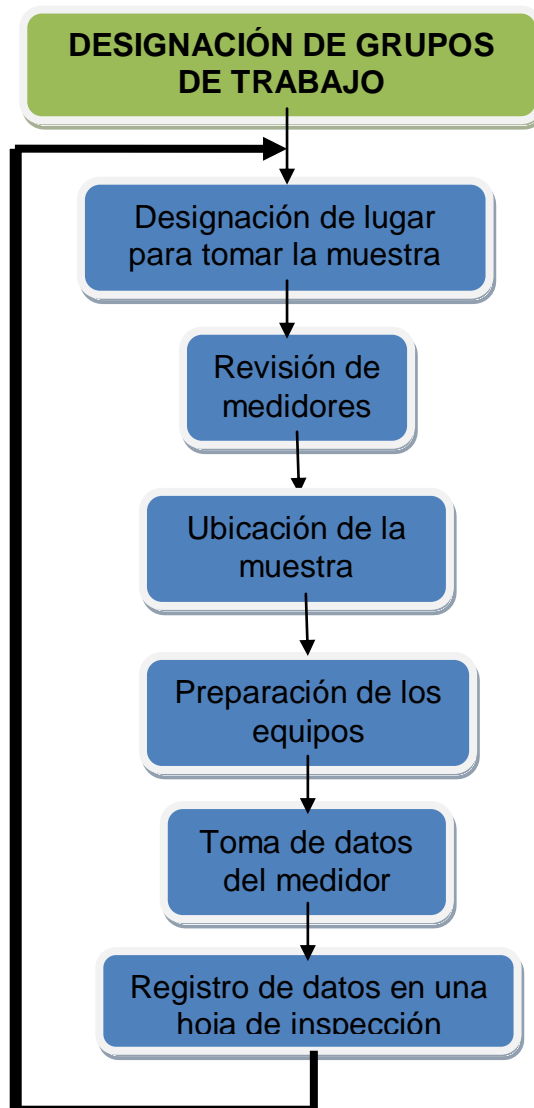 DESIGNACIÓN DE GRUPOS
DE TRABAJO
Designación de lugar
para tomar la muestra
Revisión de
medidores
Ubicación de la
muestra
Preparación de los
equipos
Toma de datos
del medidor
Registro de datos en una
hoja de inspección